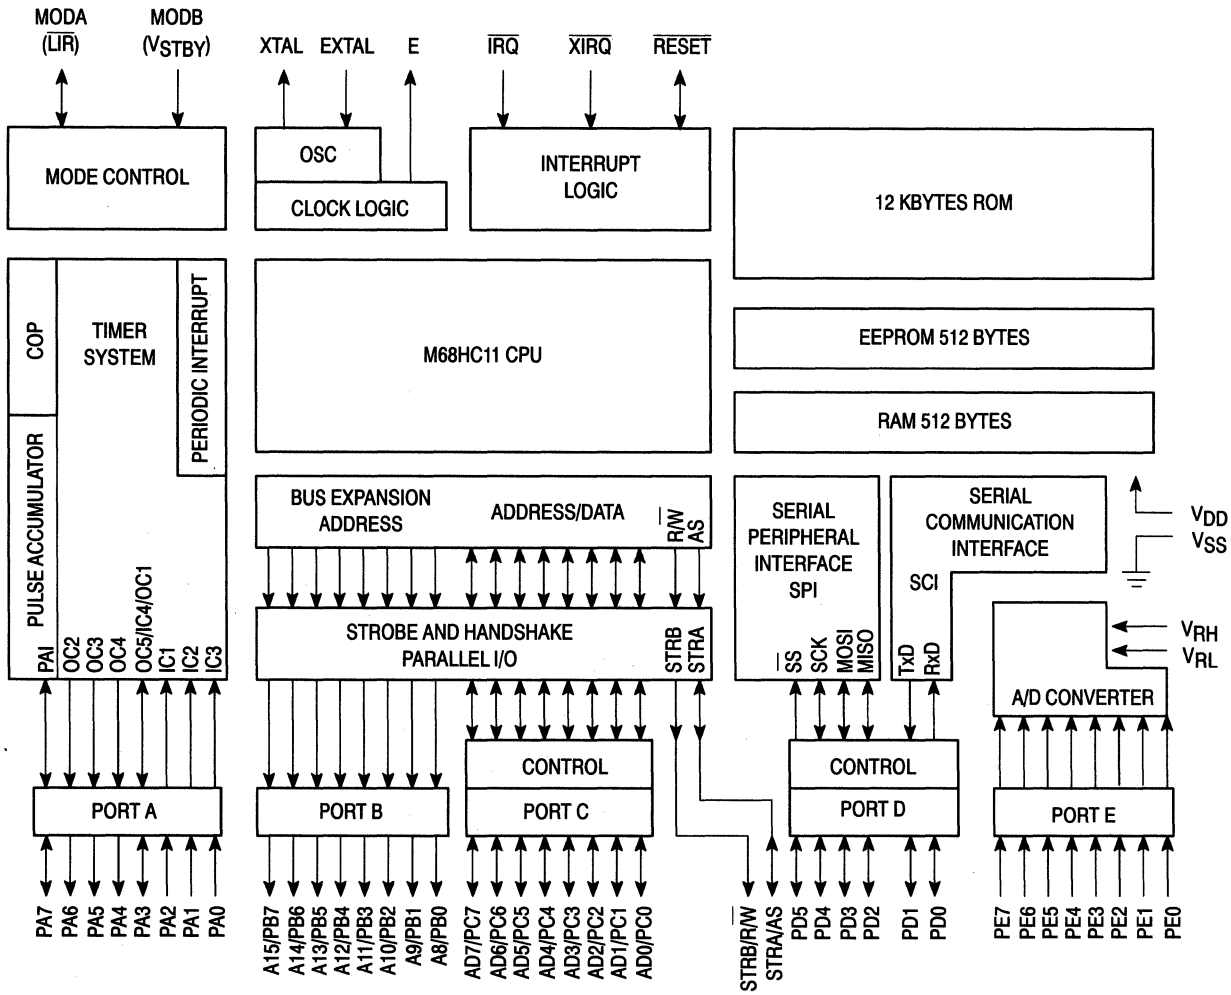 MODA
(LIR)
MODB
(VSTBY)
XTAL
EXTAL
E
IRQ
XIRQ
RESET
MODE CONTROL
OSC
CLOCK LOGIC
INTERRUPT
LOGIC
12 KBYTES ROM
COP
TIMER
SYSTEM
PERIODIC INTERRUPT
M68HC11 CPU
EEPROM 512 BYTES
RAM 512 BYTES
PULSE ACCUMULATOR
BUS EXPANSION
ADDRESS
ADDRESS/DATA
R/W
AS
SERIAL
PERIPHERAL
INTERFACE
SPI
SERIAL
COMMUNICATION
INTERFACE
SCI
VDD
VSS
STROBE AND HANDSHAKE
PARALLEL I/O
STRB
STRA
PAI
OC2
OC3
OC4
OC5/IC4/OC1
IC1
IC2
IC3
SS
SCK
MOSI
MISO
TxD
RxD
VRH
VRL
A/D CONVERTER
CONTROL
CONTROL
PORT A
PORT B
PORT C
PORT D
PORT E
PA7
PA6
PA5
PA4
PA3
PA2
PA1
PA0
A15/PB7
A14/PB6
A13/PB5
A12/PB4
A11/PB3
A10/PB2
A9/PB1
A8/PB0
AD7/PC7
AD6/PC6
AD5/PC5
AD4/PC4
AD3/PC3
AD2/PC2
AD1/PC1
AD0/PC0
STRB/R/W
STRA/AS
PD5
PD4
PD3
PD2
PD1
PD0
PE7
PE6
PE5
PE4
PE3
PE2
PE1
PE0